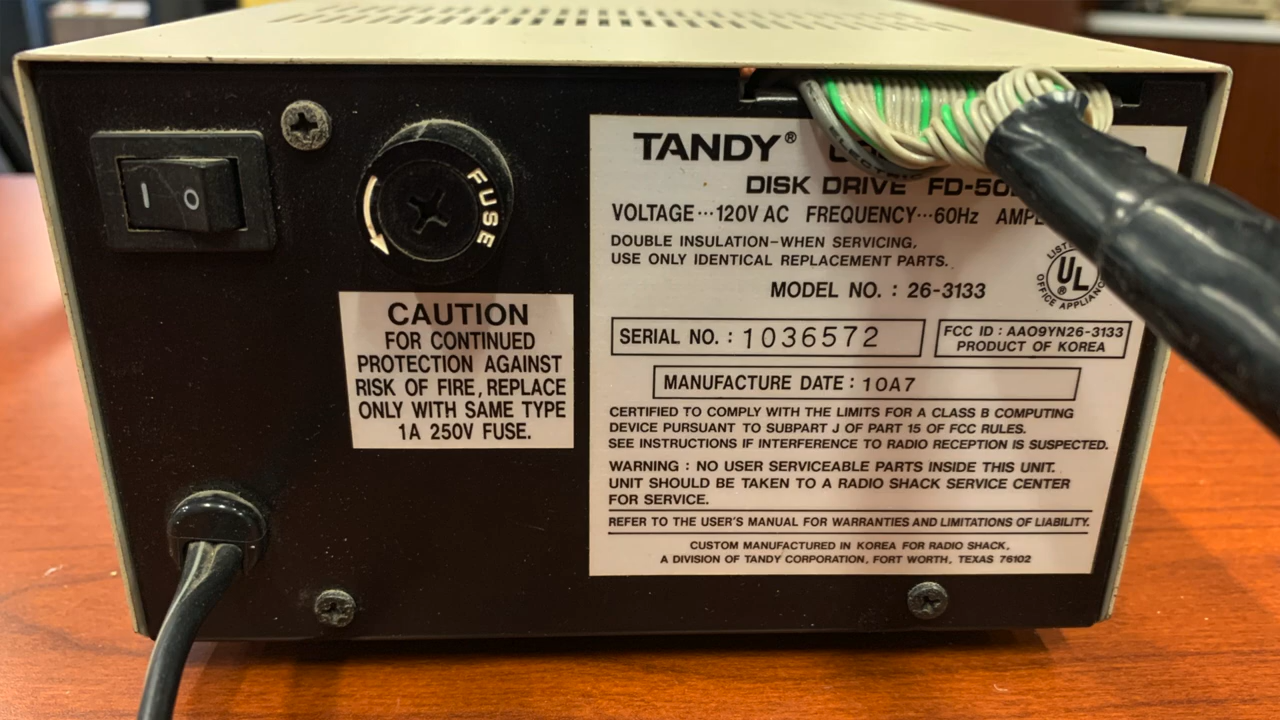 I O
FUSE
CAUTION
FOR CONTINUED
PROTECTION AGAINST
RISK OF FIRE, REPLACE
ONLY WITH SAME TYPE
1A 250V FUSE.
TANDY®
DISK DRIVE
VOLTAGE···120V AC FREQUENCY···60Hz
DOUBLE INSULATION-WHEN SERVICING,
USE ONLY IDENTICAL REPLACEMENT PARTS.
UL®
OFFICE
MODEL NO. : 26-3133
SERIAL NO. : 1036572
FCC ID : AAO9YN26-3133
PRODUCT OF KOREA
MANUFACTURE DATE : 10A7
CERTIFIED TO COMPLY WITH THE LIMITS FOR A CLASS B COMPUTING
DEVICE PURSUANT TO SUBPART J OF PART 15 OF FCC RULES.
SEE INSTRUCTIONS IF INTERFERENCE TO RADIO RECEPTION IS SUSPECTED.
WARNING : NO USER SERVICEABLE PARTS INSIDE THIS UNIT.
UNIT SHOULD BE TAKEN TO A RADIO SHACK SERVICE CENTER
FOR SERVICE.
REFER TO THE USER'S MANUAL FOR WARRANTIES AND LIMITATIONS OF LIABILITY.
CUSTOM MANUFACTURED IN KOREA FOR RADIO SHACK,
A DIVISION OF TANDY CORPORATION, FORT WORTH, TEXAS 76102